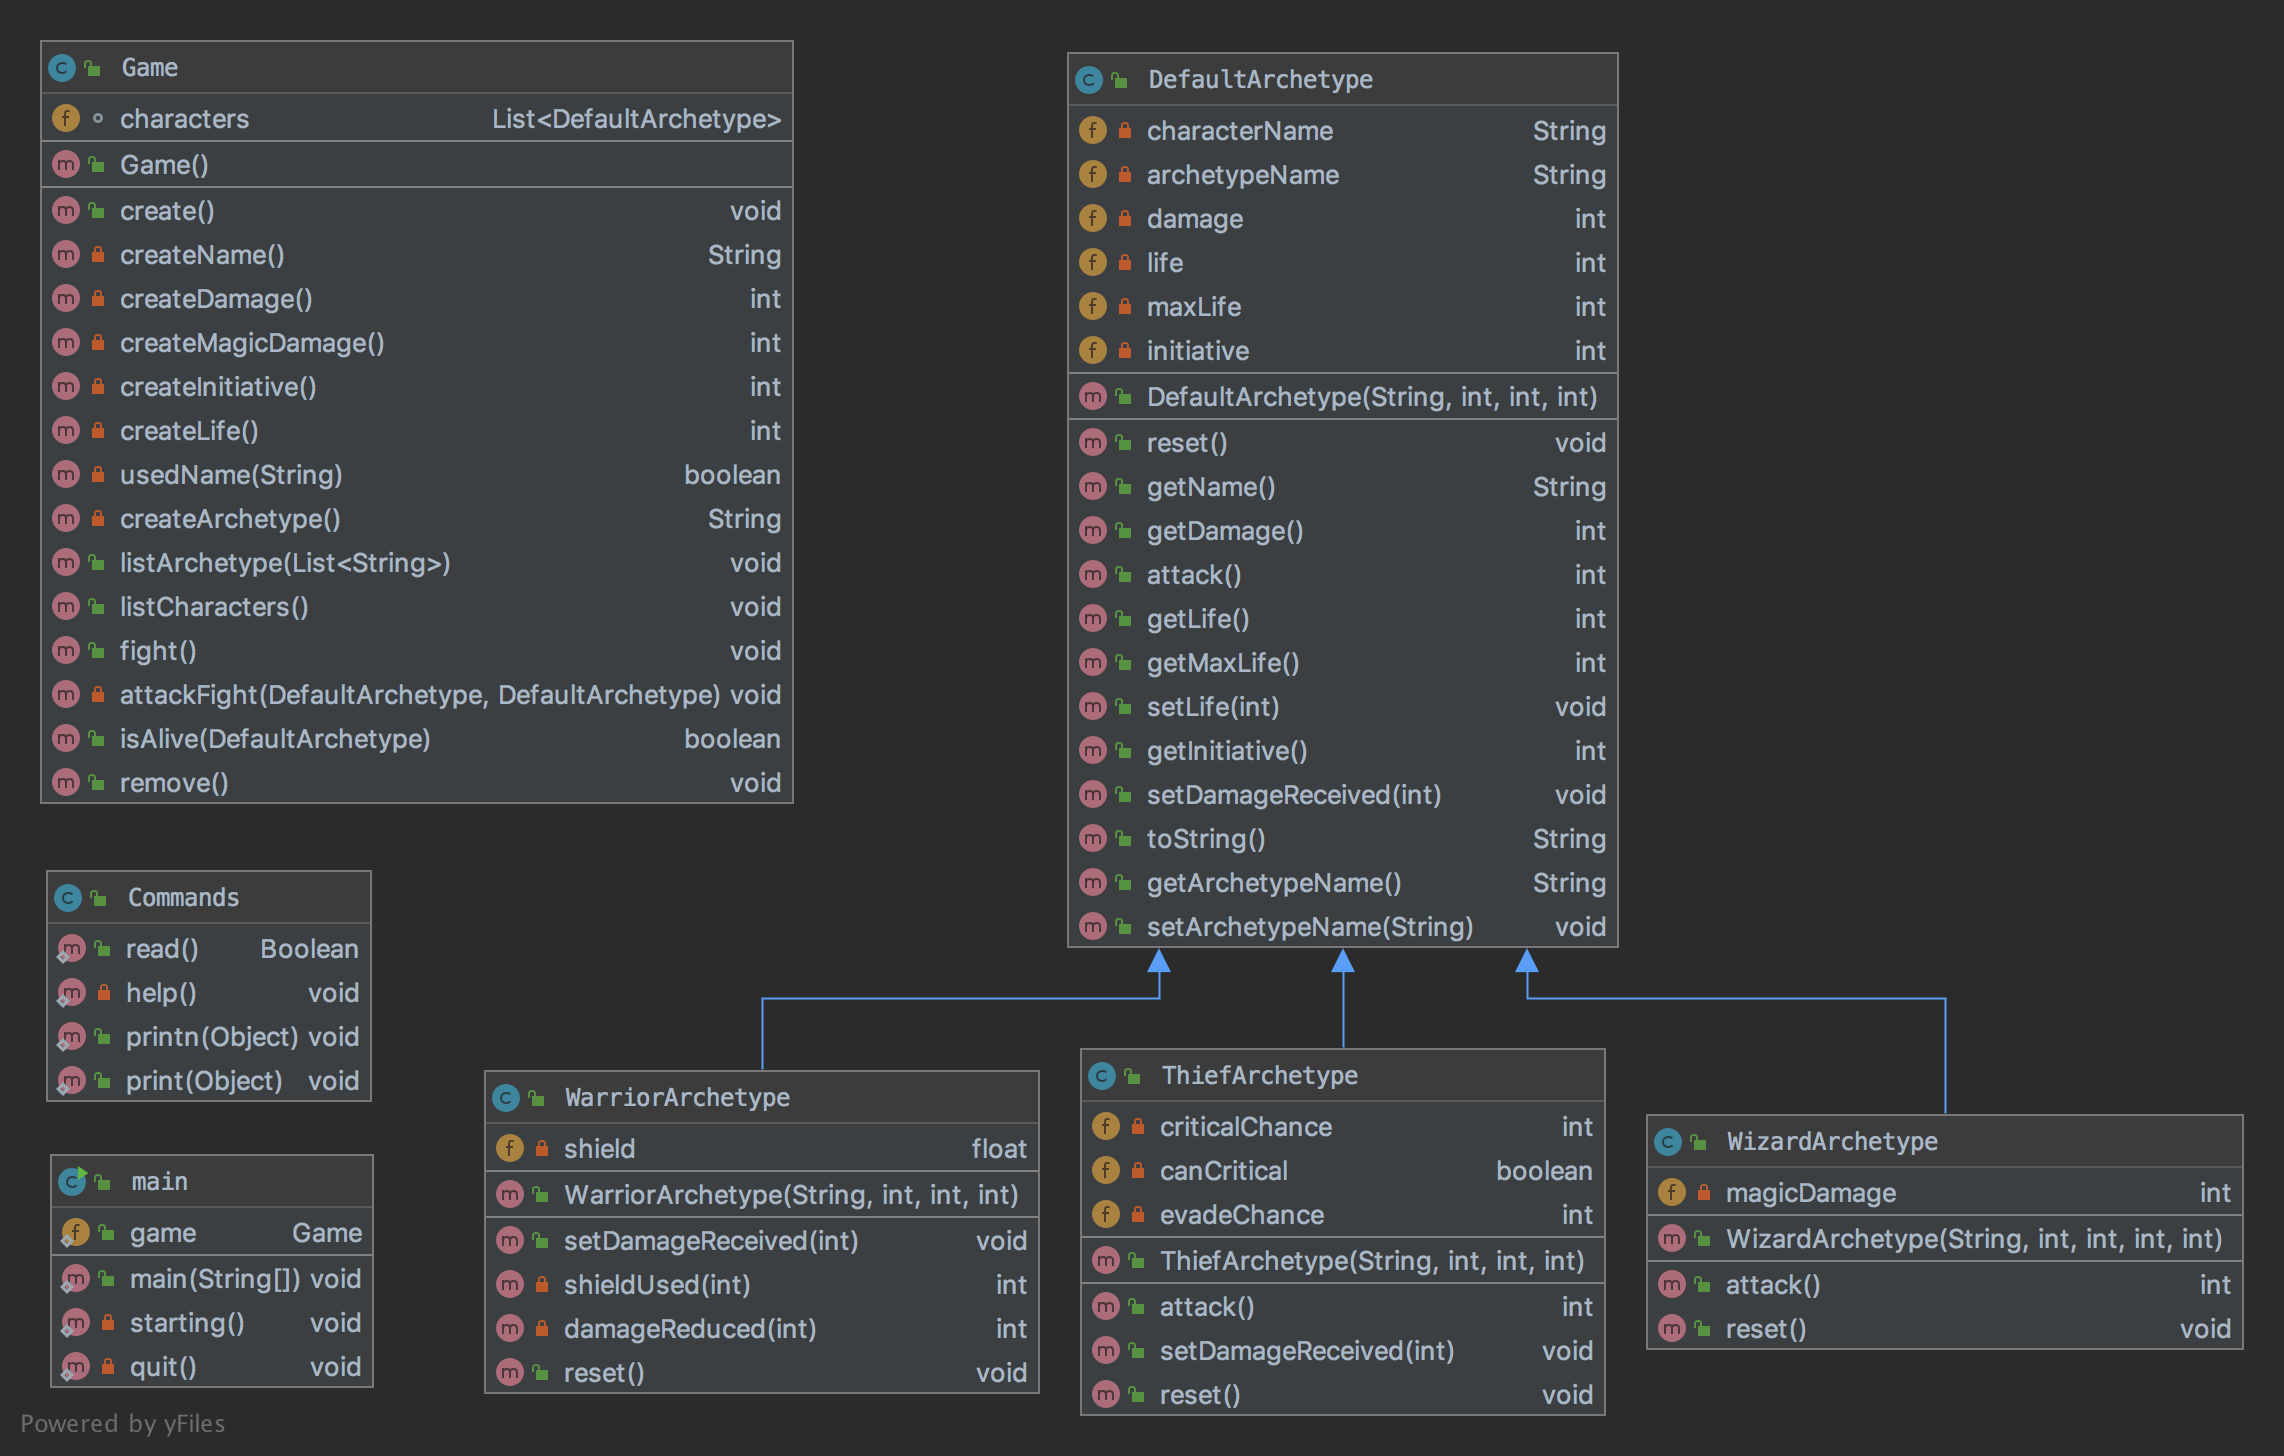 Game
characters List<DefaultArchetype>
Game()
create() void
createName() String
createDamage() int
createMagicDamage() int
createInitiative() int
createLife() int
usedName(String) boolean
createArchetype() String
listArchetype(List<String>) void
listCharacters() void
fight() void
attackFight(DefaultArchetype, DefaultArchetype) void
isAlive(DefaultArchetype) boolean
remove() void
DefaultArchetype
characterName String
archetypeName String
damage int
life int
maxLife int
initiative int
DefaultArchetype(String, int, int, int)
reset() void
getName() String
getDamage() int
attack() int
getLife() int
getMaxLife() int
setLife(int) void
getInitiative() int
setDamageReceived(int) void
toString() String
getArchetypeName() String
setArchetypeName(String) void
Commands
read() Boolean
help() void
printn(Object) void
print(Object) void
main
game Game
main(String[]) void
starting() void
quit() void
WarriorArchetype
shield float
WarriorArchetype(String, int, int, int)
setDamageReceived(int) void
shieldUsed(int) int
damageReduced(int) int
reset() void
ThiefArchetype
criticalChance int
canCritical boolean
evadeChance int
ThiefArchetype(String, int, int, int)
attack() int
setDamageReceived(int) void
reset() void
WizardArchetype
magicDamage int
WizardArchetype(String, int, int, int, int)
attack() int
reset() void
Powered by yFiles